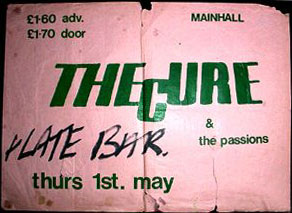 £1·60 adv. MAINHALL
£1·70 door
THE CURE
&
the passions
+LATE BAR.
thurs 1st. may